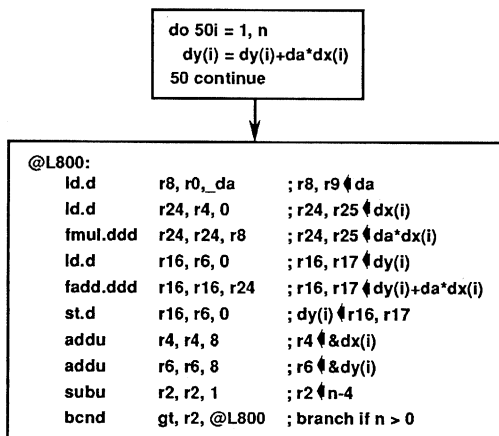 do 50i = 1, n
dy(i) = dy(i)+da*dx(i)
50 continue
@L800:
ld.d r8, r0,_da ; r8, r9 ⬅ da
ld.d r24, r4, 0 ; r24, r25 ⬅ dx(i)
fmul.ddd r24, r24, r8 ; r24, r25 ⬅ da*dx(i)
ld.d r16, r6, 0 ; r16, r17 ⬅ dy(i)
fadd.ddd r16, r16, r24 ; r16, r17 ⬅ dy(i)+da*dx(i)
st.d r16, r6, 0 ; dy(i) ⬅ r16, r17
addu r4, r4, 8 ; r4 ⬅ &dx(i)
addu r6, r6, 8 ; r6 ⬅ &dy(i)
subu r2, r2, 1 ; r2 ⬅ n-4
bcnd gt, r2, @L800 ; branch if n > 0